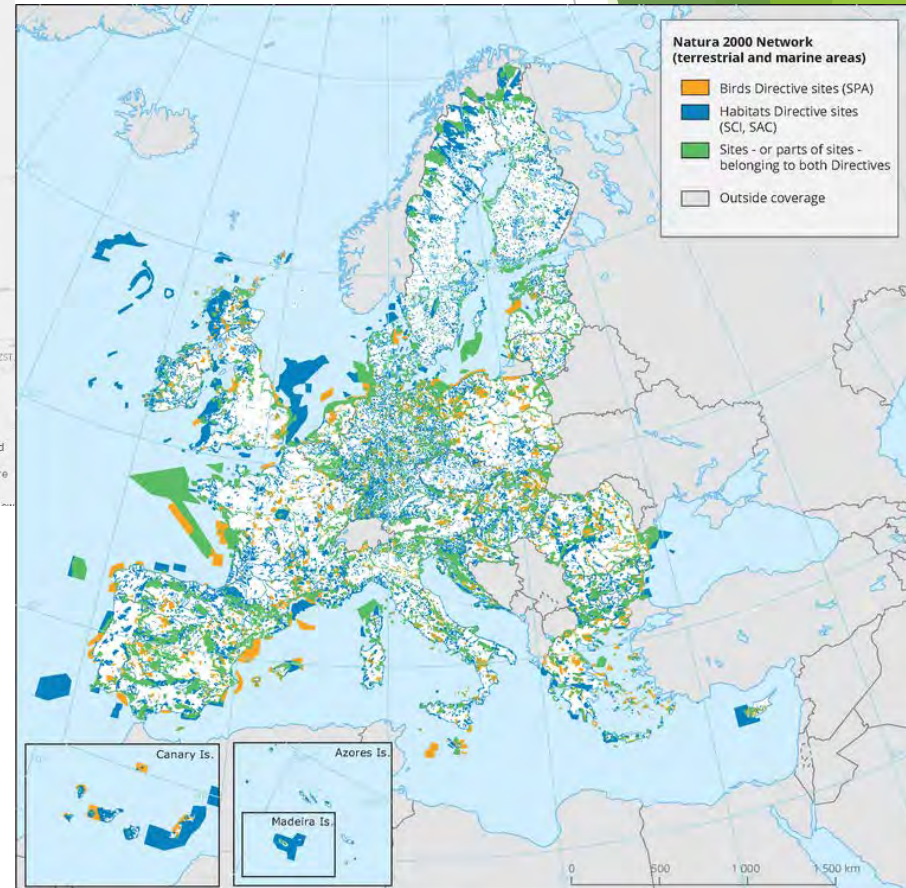 Natura 2000 Network
(terrestrial and marine areas)
Birds Directive sites (SPA)
Habitats Directive sites
(SCI, SAC)
Sites - or parts of sites -
belonging to both Directives
Outside coverage
Canary Is.
Azores Is.
Madeira Is.
0 500 1 000 1 500 km